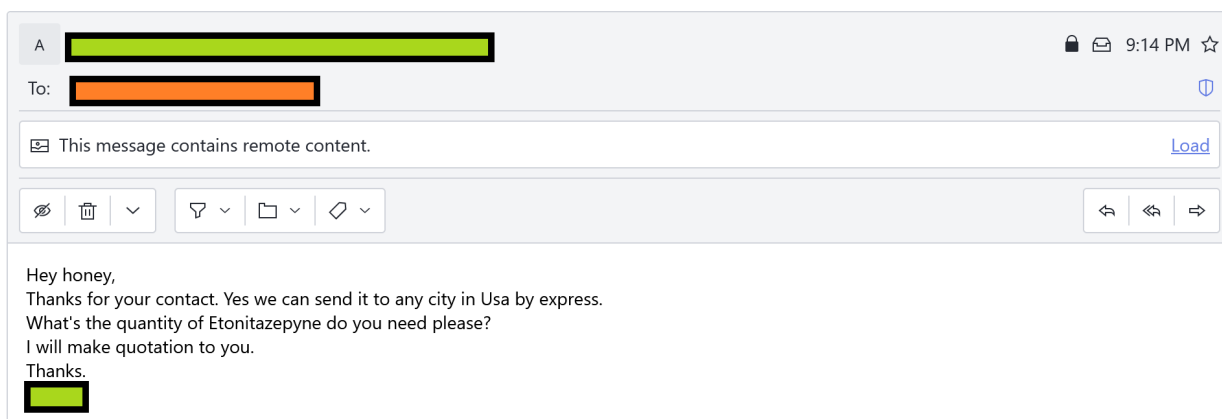 A
9:14 PM
To:
This message contains remote content.
Load
Hey honey,
Thanks for your contact. Yes we can send it to any city in Usa by express.
What's the quantity of Etonitazepyne do you need please?
I will make quotation to you.
Thanks.